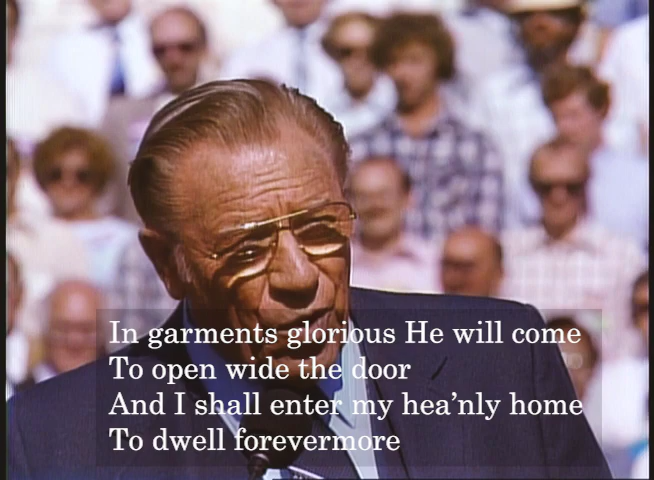 In garments glorious He will come
To open wide the door
And I shall enter my hea’nly home
To dwell forevermore